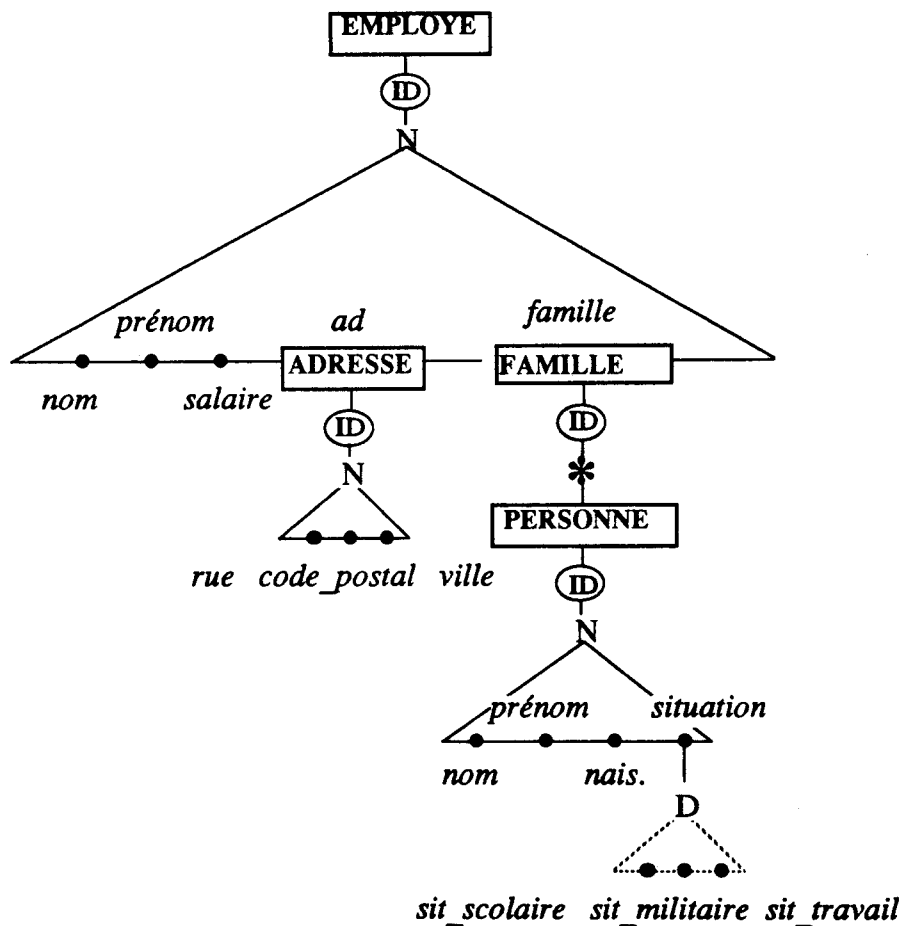 EMPLOYE
ID
N
prénom ad famille
ADRESSE FAMILLE
nom salaire
ID ID
N *
PERSONNE
rue code_postal ville
ID
N
prénom situation
nom nais.
D
sit_scolaire sit_militaire sit_travail